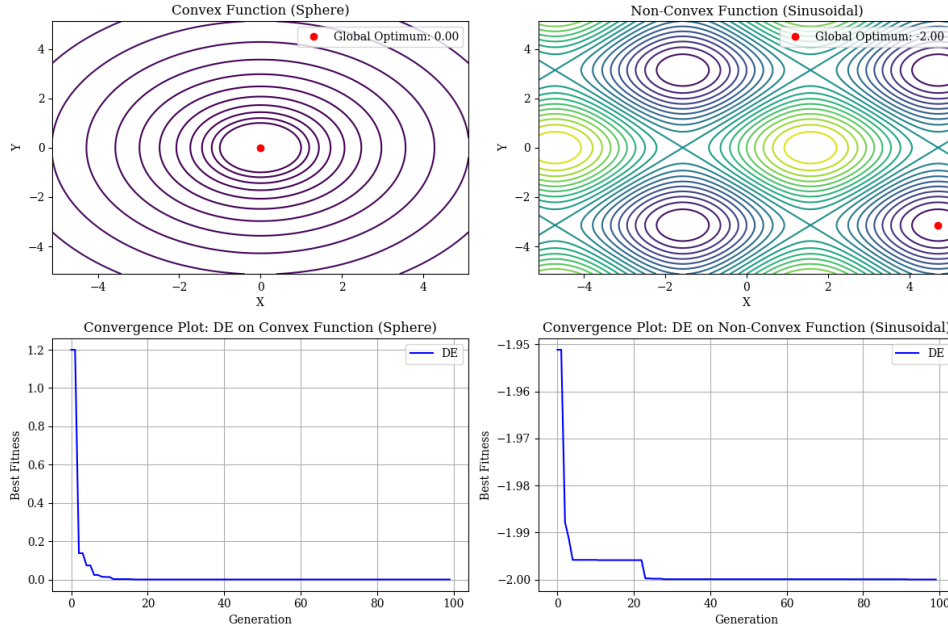 Convex Function (Sphere)
Global Optimum: 0.00
Y
4
2
0
−2
−4
−4
−2
0
2
4
X
Non-Convex Function (Sinusoidal)
Global Optimum: -2.00
Y
4
2
0
−2
−4
−4
−2
0
2
4
X
Convergence Plot: DE on Convex Function (Sphere)
DE
Best Fitness
1.2
1.0
0.8
0.6
0.4
0.2
0.0
0
20
40
60
80
100
Generation
Convergence Plot: DE on Non-Convex Function (Sinusoidal)
DE
Best Fitness
−1.95
−1.96
−1.97
−1.98
−1.99
−2.00
0
20
40
60
80
100
Generation